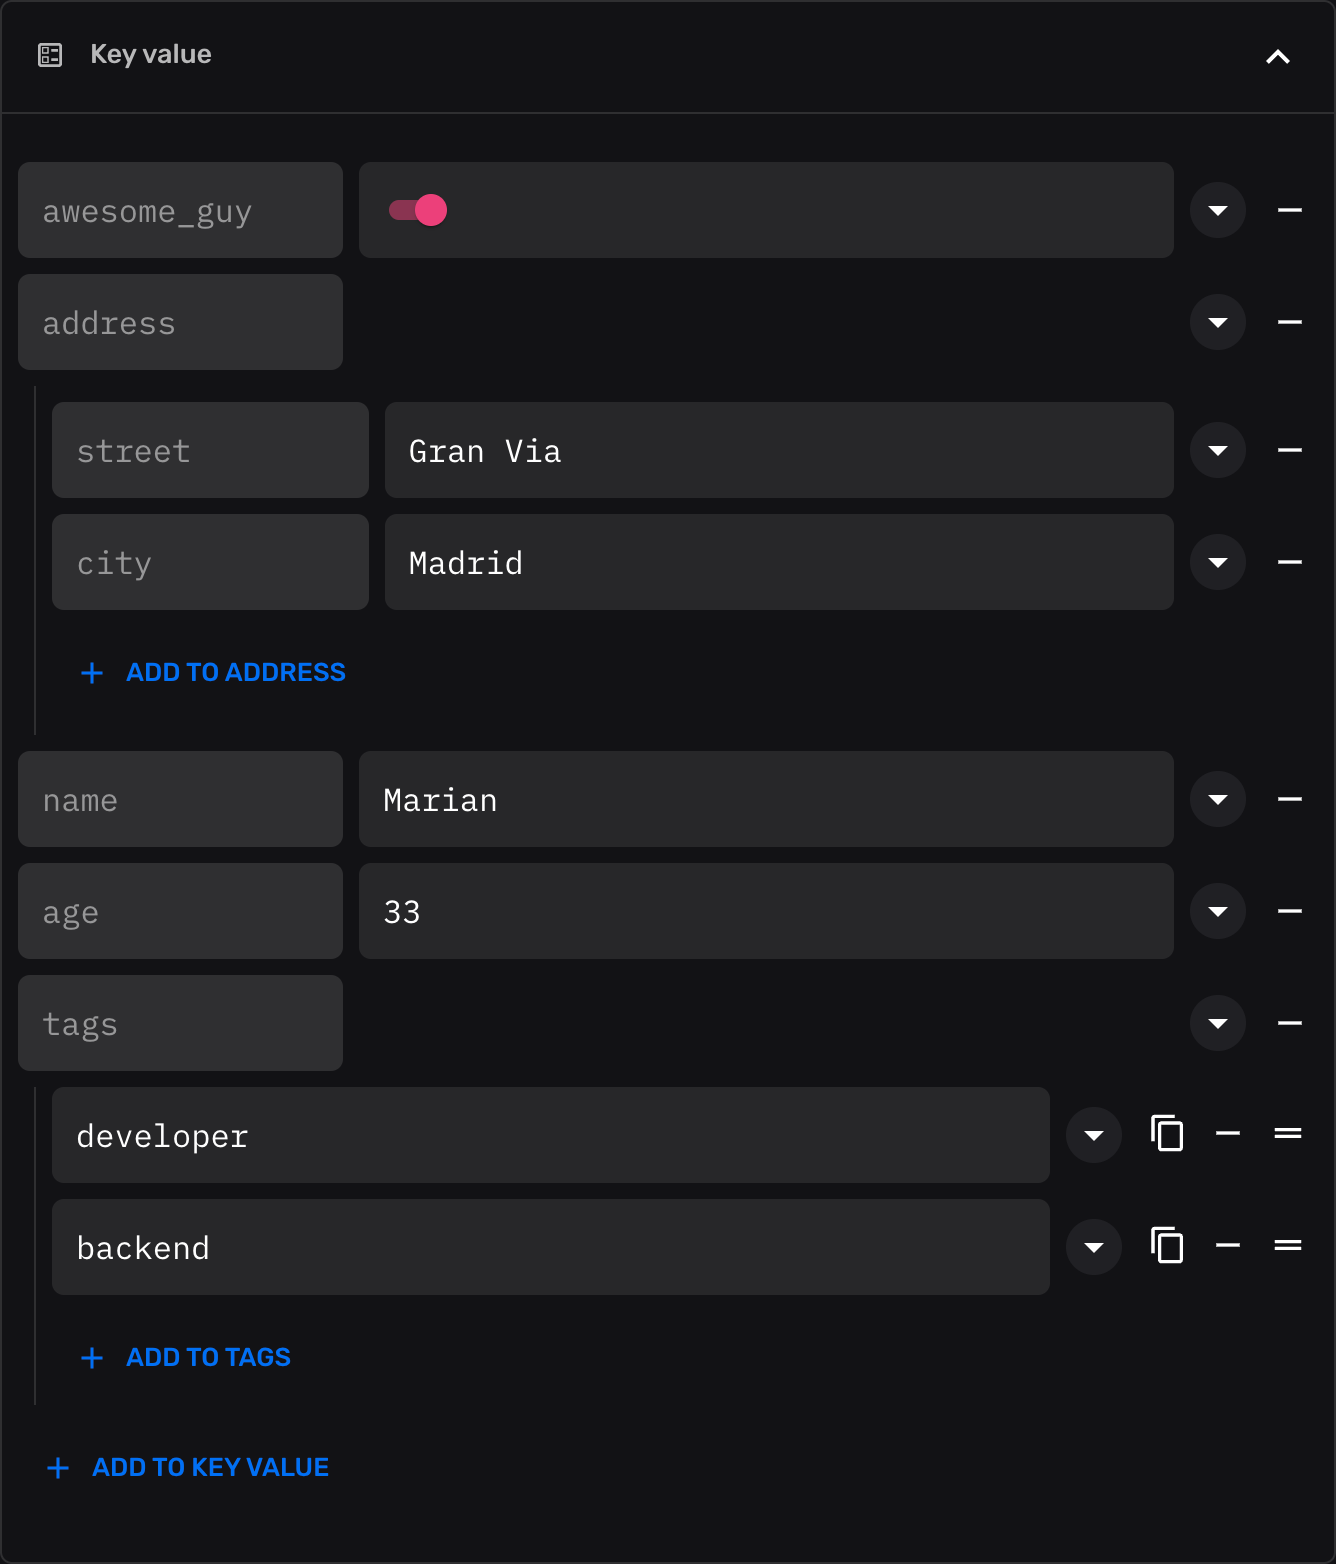 Key value
awesome_guy
address
street Gran Via
city Madrid
ADD TO ADDRESS
name Marian
age 33
tags
developer
backend
ADD TO TAGS
ADD TO KEY VALUE